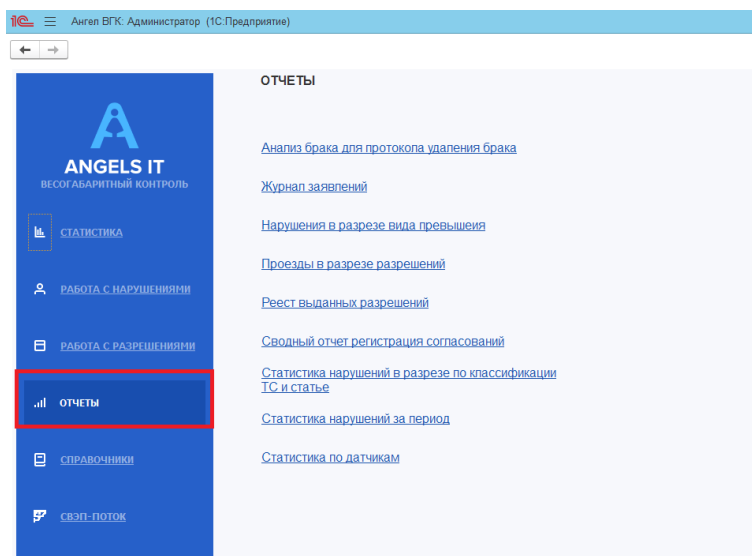 Ангел ВГК: Администратор (1С:Предприятие)
ANGELS IT
ВЕСОГАБАРИТНЫЙ КОНТРОЛЬ
СТАТИСТИКА
РАБОТА С НАРУШЕНИЯМИ
РАБОТА С РАЗРЕШЕНИЯМИ
ОТЧЕТЫ
СПРАВОЧНИКИ
СВЭП-ПОТОК
ОТЧЕТЫ
Анализ брака для протокола удаления брака
Журнал заявлений
Нарушения в разрезе вида превышеия
Проезды в разрезе разрешений
Реест выданных разрешений
Сводный отчет регистрация согласований
Статистика нарушений в разрезе по классификации
ТС и статье
Статистика нарушений за период
Статистика по датчикам